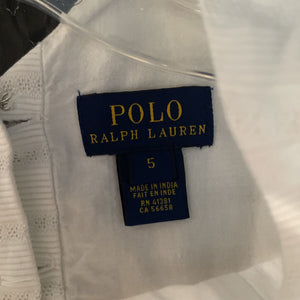 POLO
RALPH LAUREN
5
MADE IN INDIA
FAIT EN INDE
RN 41381
CA 56658